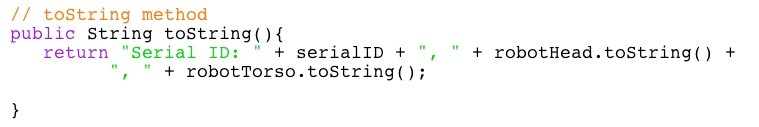 // toString method
public String toString(){
return "Serial ID: " + serialID + ", " + robotHead.toString() +
", " + robotTorso.toString();
}